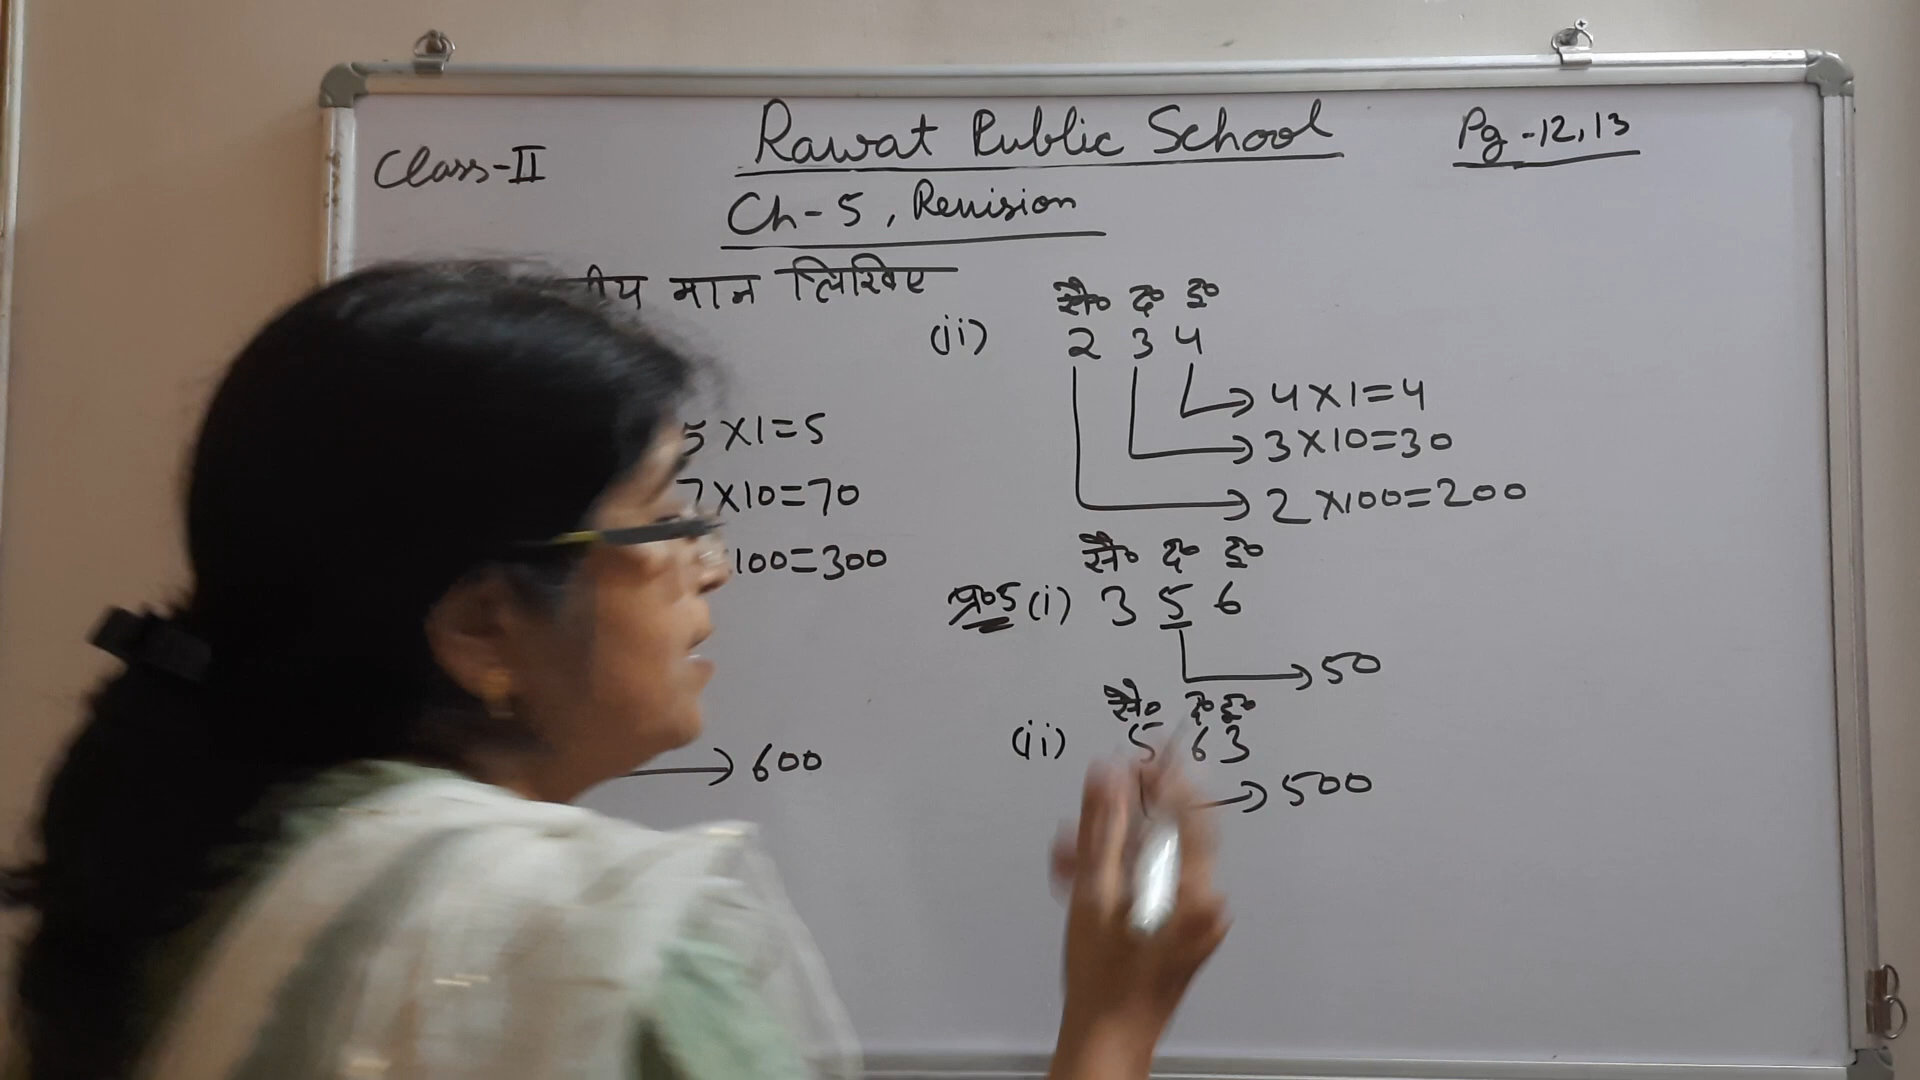 Class-II
Rawat Public School
Pg-12,13
Ch-5, Revision
मान लिखिए
5×1=5
7×10=70
100=300
→600
(ii)
सै० द० इ०
2 3 4
→4×1=4
→3×10=30
→2×100=200
सै० द० इ०
प्र०5 (i) 3 5 6
→50
सै० द० इ०
(ii) 5 6 3
→500